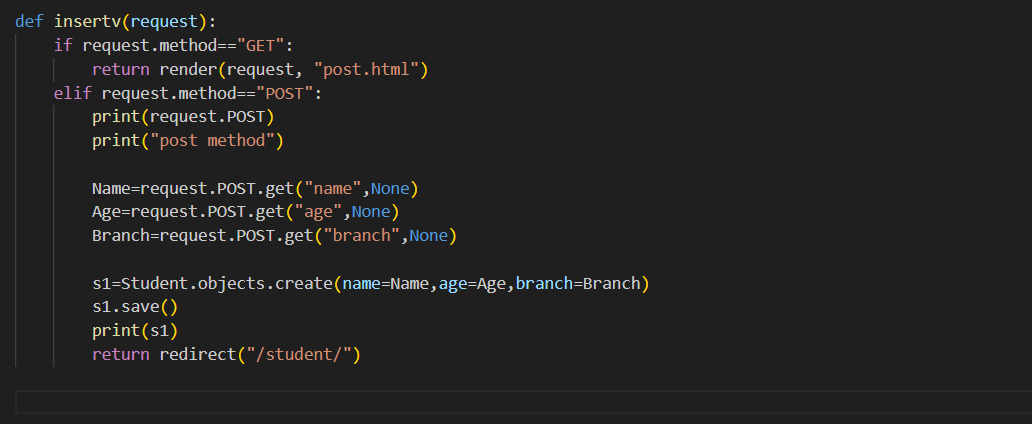 def insertv(request):
    if request.method=="GET":
        return render(request, "post.html")
    elif request.method=="POST":
        print(request.POST)
        print("post method")

        Name=request.POST.get("name",None)
        Age=request.POST.get("age",None)
        Branch=request.POST.get("branch",None)

        s1=Student.objects.create(name=Name,age=Age,branch=Branch)
        s1.save()
        print(s1)
        return redirect("/student/")